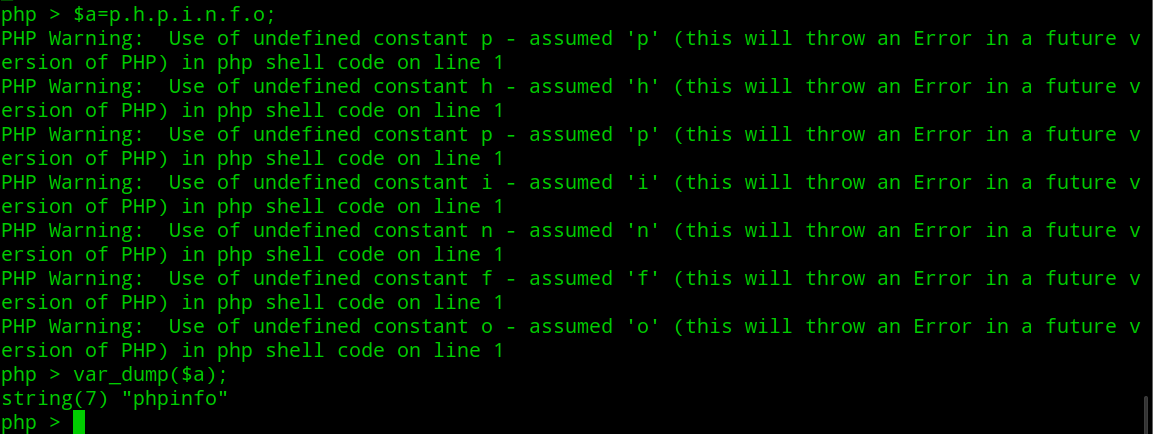 php > $a=p.h.p.i.n.f.o;
PHP Warning:  Use of undefined constant p - assumed 'p' (this will throw an Error in a future v
ersion of PHP) in php shell code on line 1
PHP Warning:  Use of undefined constant h - assumed 'h' (this will throw an Error in a future v
ersion of PHP) in php shell code on line 1
PHP Warning:  Use of undefined constant p - assumed 'p' (this will throw an Error in a future v
ersion of PHP) in php shell code on line 1
PHP Warning:  Use of undefined constant i - assumed 'i' (this will throw an Error in a future v
ersion of PHP) in php shell code on line 1
PHP Warning:  Use of undefined constant n - assumed 'n' (this will throw an Error in a future v
ersion of PHP) in php shell code on line 1
PHP Warning:  Use of undefined constant f - assumed 'f' (this will throw an Error in a future v
ersion of PHP) in php shell code on line 1
PHP Warning:  Use of undefined constant o - assumed 'o' (this will throw an Error in a future v
ersion of PHP) in php shell code on line 1
php > var_dump($a);
string(7) "phpinfo"
php >